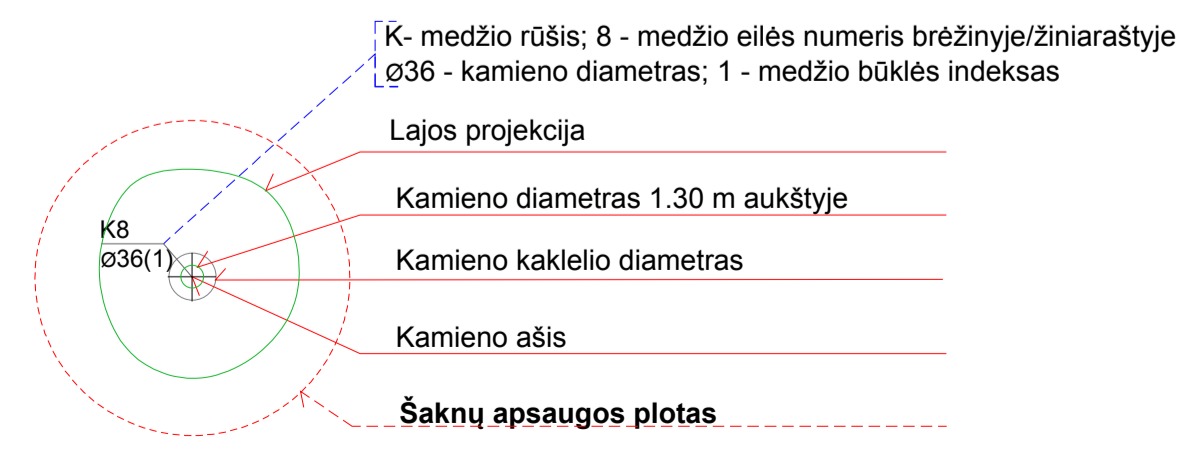 K- medžio rūšis; 8 - medžio eilės numeris brėžinyje/žiniaraštyje
Ø36 - kamieno diametras; 1 - medžio būklės indeksas
Lajos projekcija
Kamieno diametras 1.30 m aukštyje
K8
Ø36(1)
Kamieno kaklelio diametras
Kamieno ašis
Šaknų apsaugos plotas